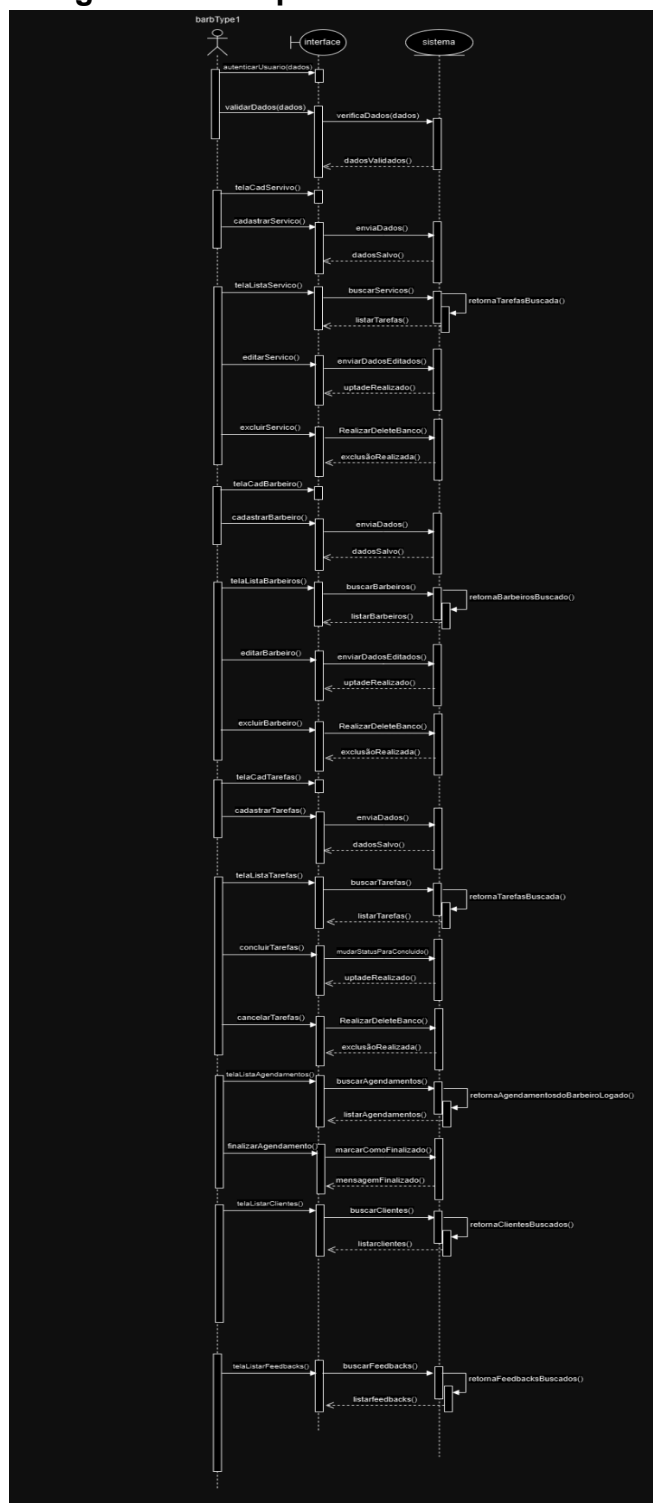 barbType1
interface
sistema
autenticarUsuario(dados)
validarDados(dados)
verificaDados(dados)
dadosValidados()
telaCadServivo()
cadastrarServico()
enviaDados()
dadosSalvo()
telaListaServico()
buscarServicos()
retornaTarefasBuscada()
listarTarefas()
editarServico()
enviarDadosEditados()
uptadeRealizado()
excluirServico()
RealizarDeleteBanco()
exclusãoRealizada()
telaCadBarbeiro()
cadastrarBarbeiro()
enviaDados()
dadosSalvo()
telaListaBarbeiros()
buscarBarbeiros()
retornaBarbeirosBuscado()
listarBarbeiros()
editarBarbeiro()
enviarDadosEditados()
uptadeRealizado()
excluirBarbeiro()
RealizarDeleteBanco()
exclusãoRealizada()
telaCadTarefas()
cadastrarTarefas()
enviaDados()
dadosSalvo()
telaListaTarefas()
buscarTarefas()
retornaTarefasBuscada()
listarTarefas()
concluirTarefas()
mudarStatusParaConcluido()
uptadeRealizado()
cancelarTarefas()
RealizarDeleteBanco()
exclusãoRealizada()
telaListaAgendamentos()
buscarAgendamentos()
retornaAgendamentosdoBarbeiroLogado()
listarAgendamentos()
finalizarAgendamento()
marcarComoFinalizado()
mensagemFinalizado()
telaListarClientes()
buscarClientes()
retornaClientesBuscados()
listarclientes()
telaListarFeedbacks()
buscarFeedbacks()
retornaFeedbacksBuscados()
listarfeedbacks()